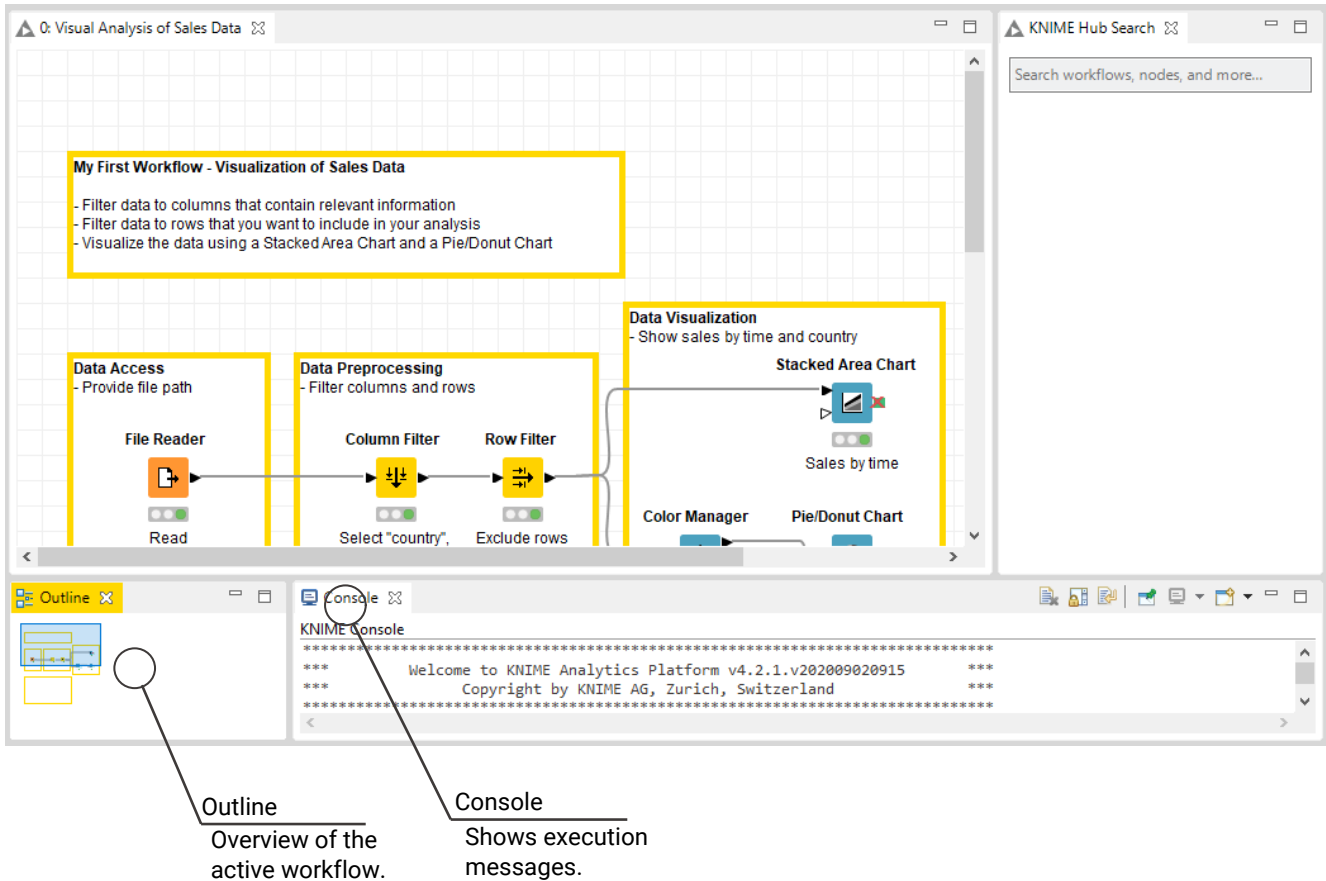 0: Visual Analysis of Sales Data
KNIME Hub Search
Search workflows, nodes, and more...
My First Workflow - Visualization of Sales Data
- Filter data to columns that contain relevant information
- Filter data to rows that you want to include in your analysis
- Visualize the data using a Stacked Area Chart and a Pie/Donut Chart
Data Visualization
- Show sales by time and country
Stacked Area Chart
Sales by time
Data Access
- Provide file path
File Reader
Read
Data Preprocessing
- Filter columns and rows
Column Filter
Row Filter
Select "country",
Exclude rows
Color Manager
Pie/Donut Chart
Outline
Console
KNIME Console
*********************************************************************************************
*** Welcome to KNIME Analytics Platform v4.2.1.v202009020915 ***
*** Copyright by KNIME AG, Zurich, Switzerland ***
*********************************************************************************************
Outline
Overview of the
active workflow.
Console
Shows execution
messages.